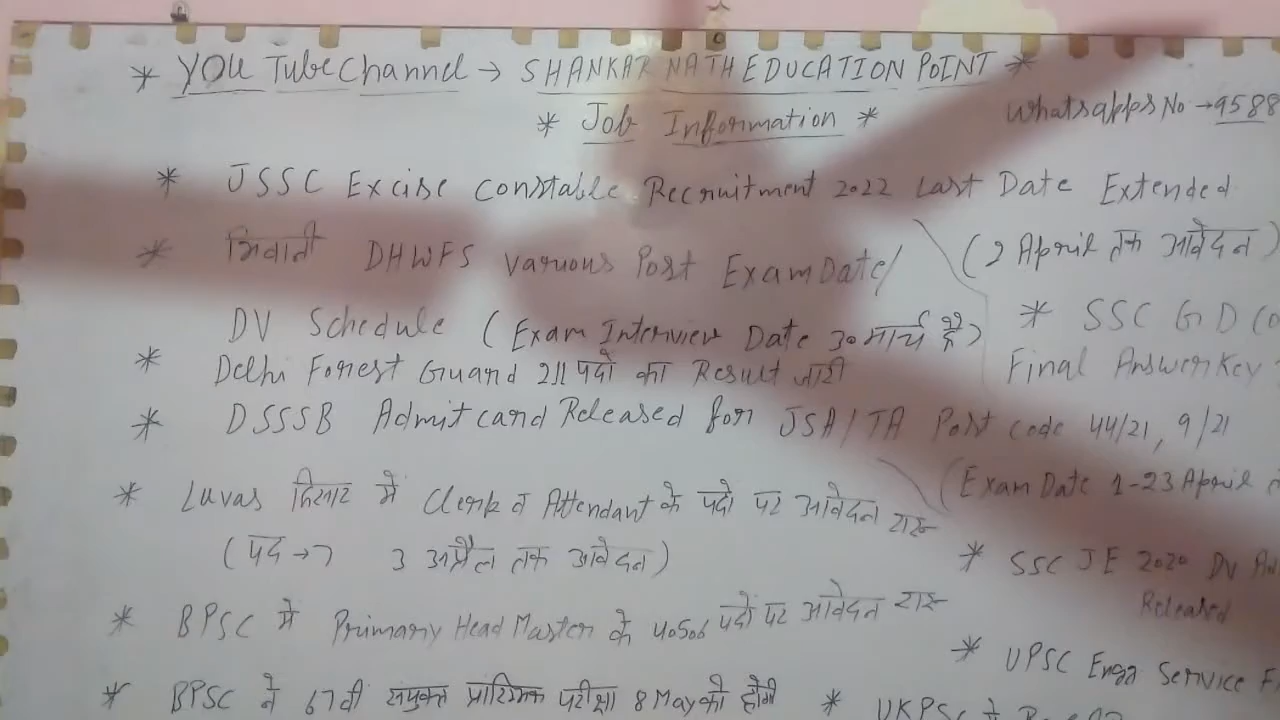 * YOU Tube Channel → SHANKAR NATH EDUCATION POINT *
* Job Information *
Whatsapps No → 9588
* JSSC Excise Constable Recruitment 2022 Last Date Extended
(2 April तक आवेदन)
* भिवानी DHWFS Various Post Exam Date/
DV Schedule (Exam Interview Date 30 मार्च है)
* SSC GD
Final Answer Key
* Delhi Forest Guard 211 पदों का Result जारी
* DSSSB Admit card Released for JSA/TA Post code 44/21, 9/21
(Exam Date 1-23 April
* Luvas हिसार में Clerk व Attendant के पदों पर आवेदन शुरू
(पद → 7 3 अप्रैल तक आवेदन)
* SSC JE 2020 DV
Released
* BPSC में Primary Head Master के 40506 पदों पर आवेदन शुरू
* UPSC Engg Service
* BPSC ने 67वी संयुक्त प्रारम्भिक परीक्षा 8 May को होगी
* UKPSC